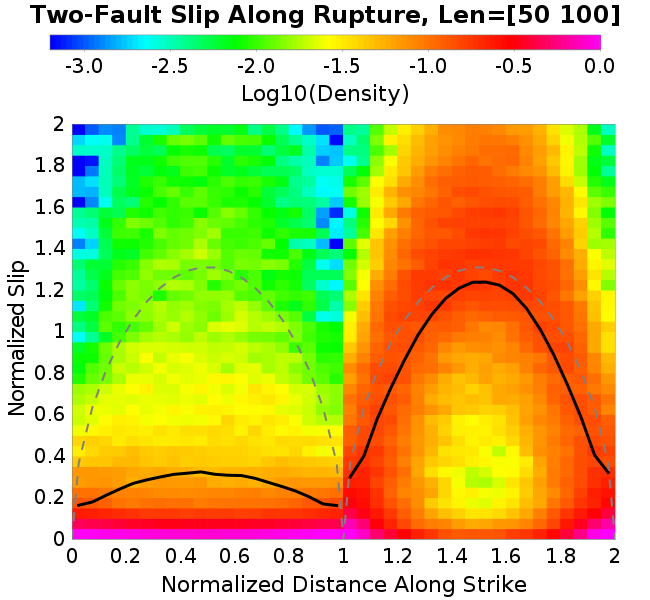 Two-Fault Slip Along Rupture, Len=[50 100]
-3.0 -2.5 -2.0 -1.5 -1.0 -0.5 0.0
Log10(Density)
2
1.8
1.6
1.4
1.2
1
0.8
0.6
0.4
0.2
0
Normalized Slip
0 0.2 0.4 0.6 0.8 1 1.2 1.4 1.6 1.8 2
Normalized Distance Along Strike